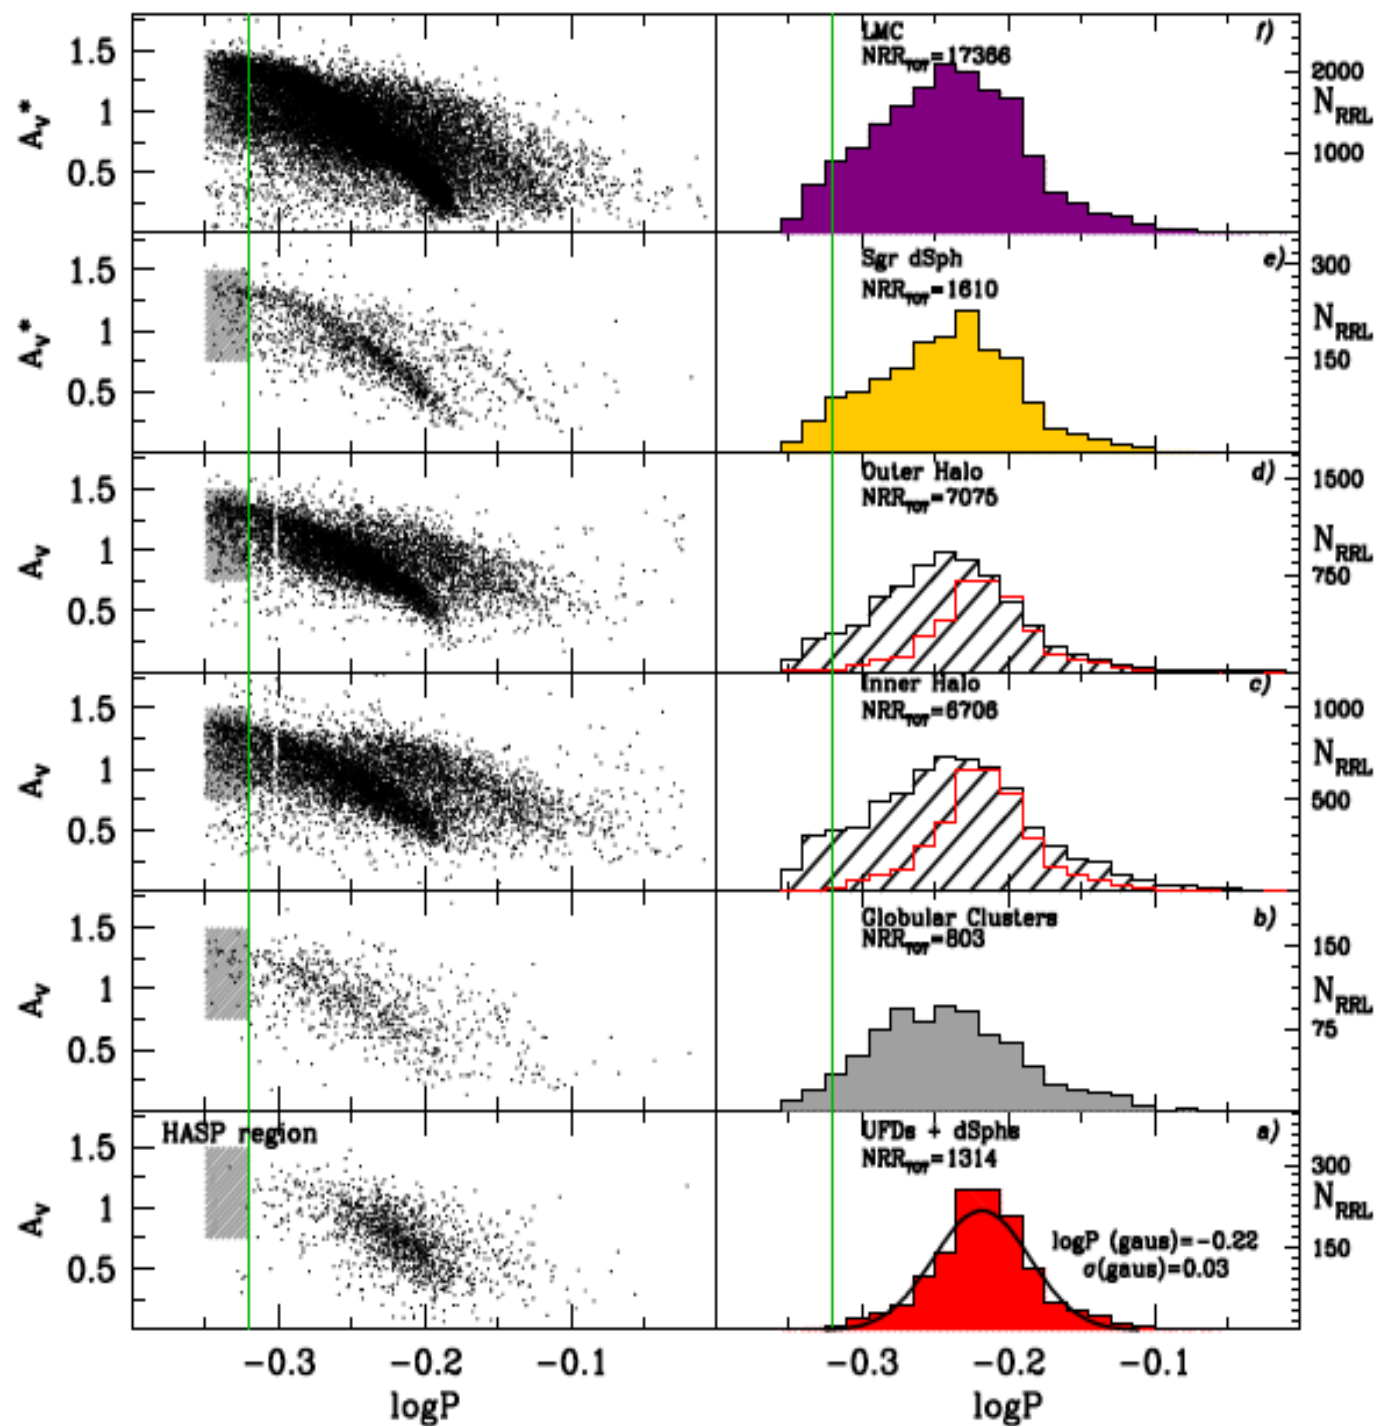 1.5
1
0.5
A_V*
LMC
NRR_TOT=17366
f)
2000
N_RRL
1000
1.5
1
0.5
A_V*
Sgr dSph
NRR_TOT=1610
e)
300
N_RRL
150
1.5
1
0.5
A_V
Outer Halo
NRR_TOT=7075
d)
1500
N_RRL
750
1.5
1
0.5
A_V
Inner Halo
NRR_TOT=6706
c)
1000
N_RRL
500
1.5
1
0.5
A_V
Globular Clusters
NRR_TOT=803
b)
150
N_RRL
75
HASP region
1.5
1
0.5
A_V
UFDs + dSphs
NRR_TOT=1314
a)
300
N_RRL
150
logP (gaus)=-0.22
σ(gaus)=0.03
-0.3 -0.2 -0.1
logP
-0.3 -0.2 -0.1
logP